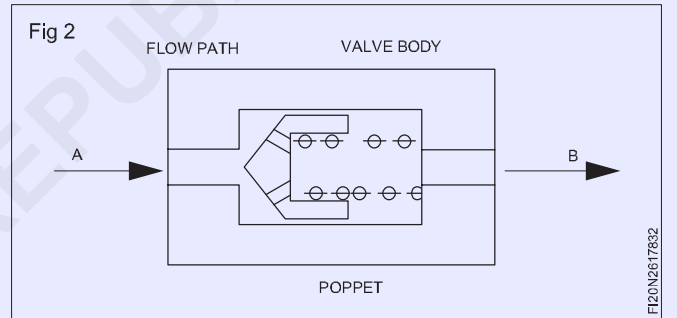 Fig 2
FLOW PATH
VALVE BODY
A
B
POPPET
FI20N2617832